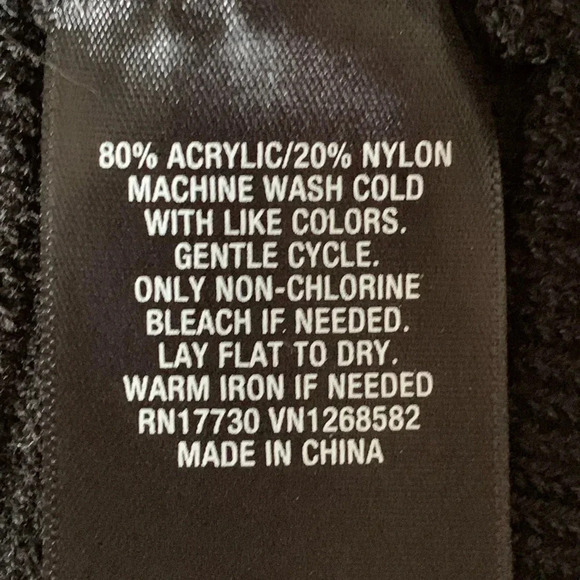 80% ACRYLIC/20% NYLON
MACHINE WASH COLD
WITH LIKE COLORS.
GENTLE CYCLE.
ONLY NON-CHLORINE
BLEACH IF NEEDED.
LAY FLAT TO DRY.
WARM IRON IF NEEDED
RN17730 VN1268582
MADE IN CHINA